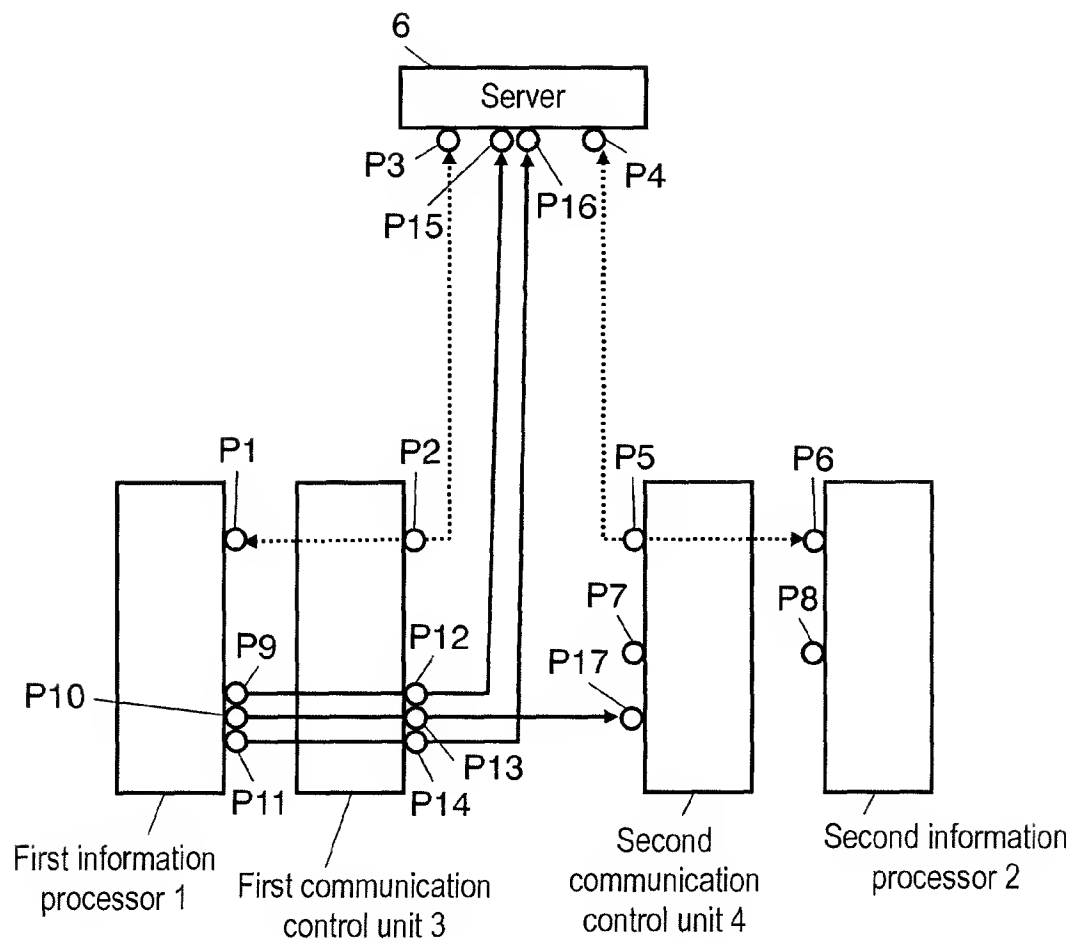 6
Server
P3
P4
P15
P16
P1
P2
P5
P6
P7
P8
P9
P12
P17
P10
P13
P11
P14
First information
processor 1
First communication
control unit 3
Second
communication
control unit 4
Second information
processor 2